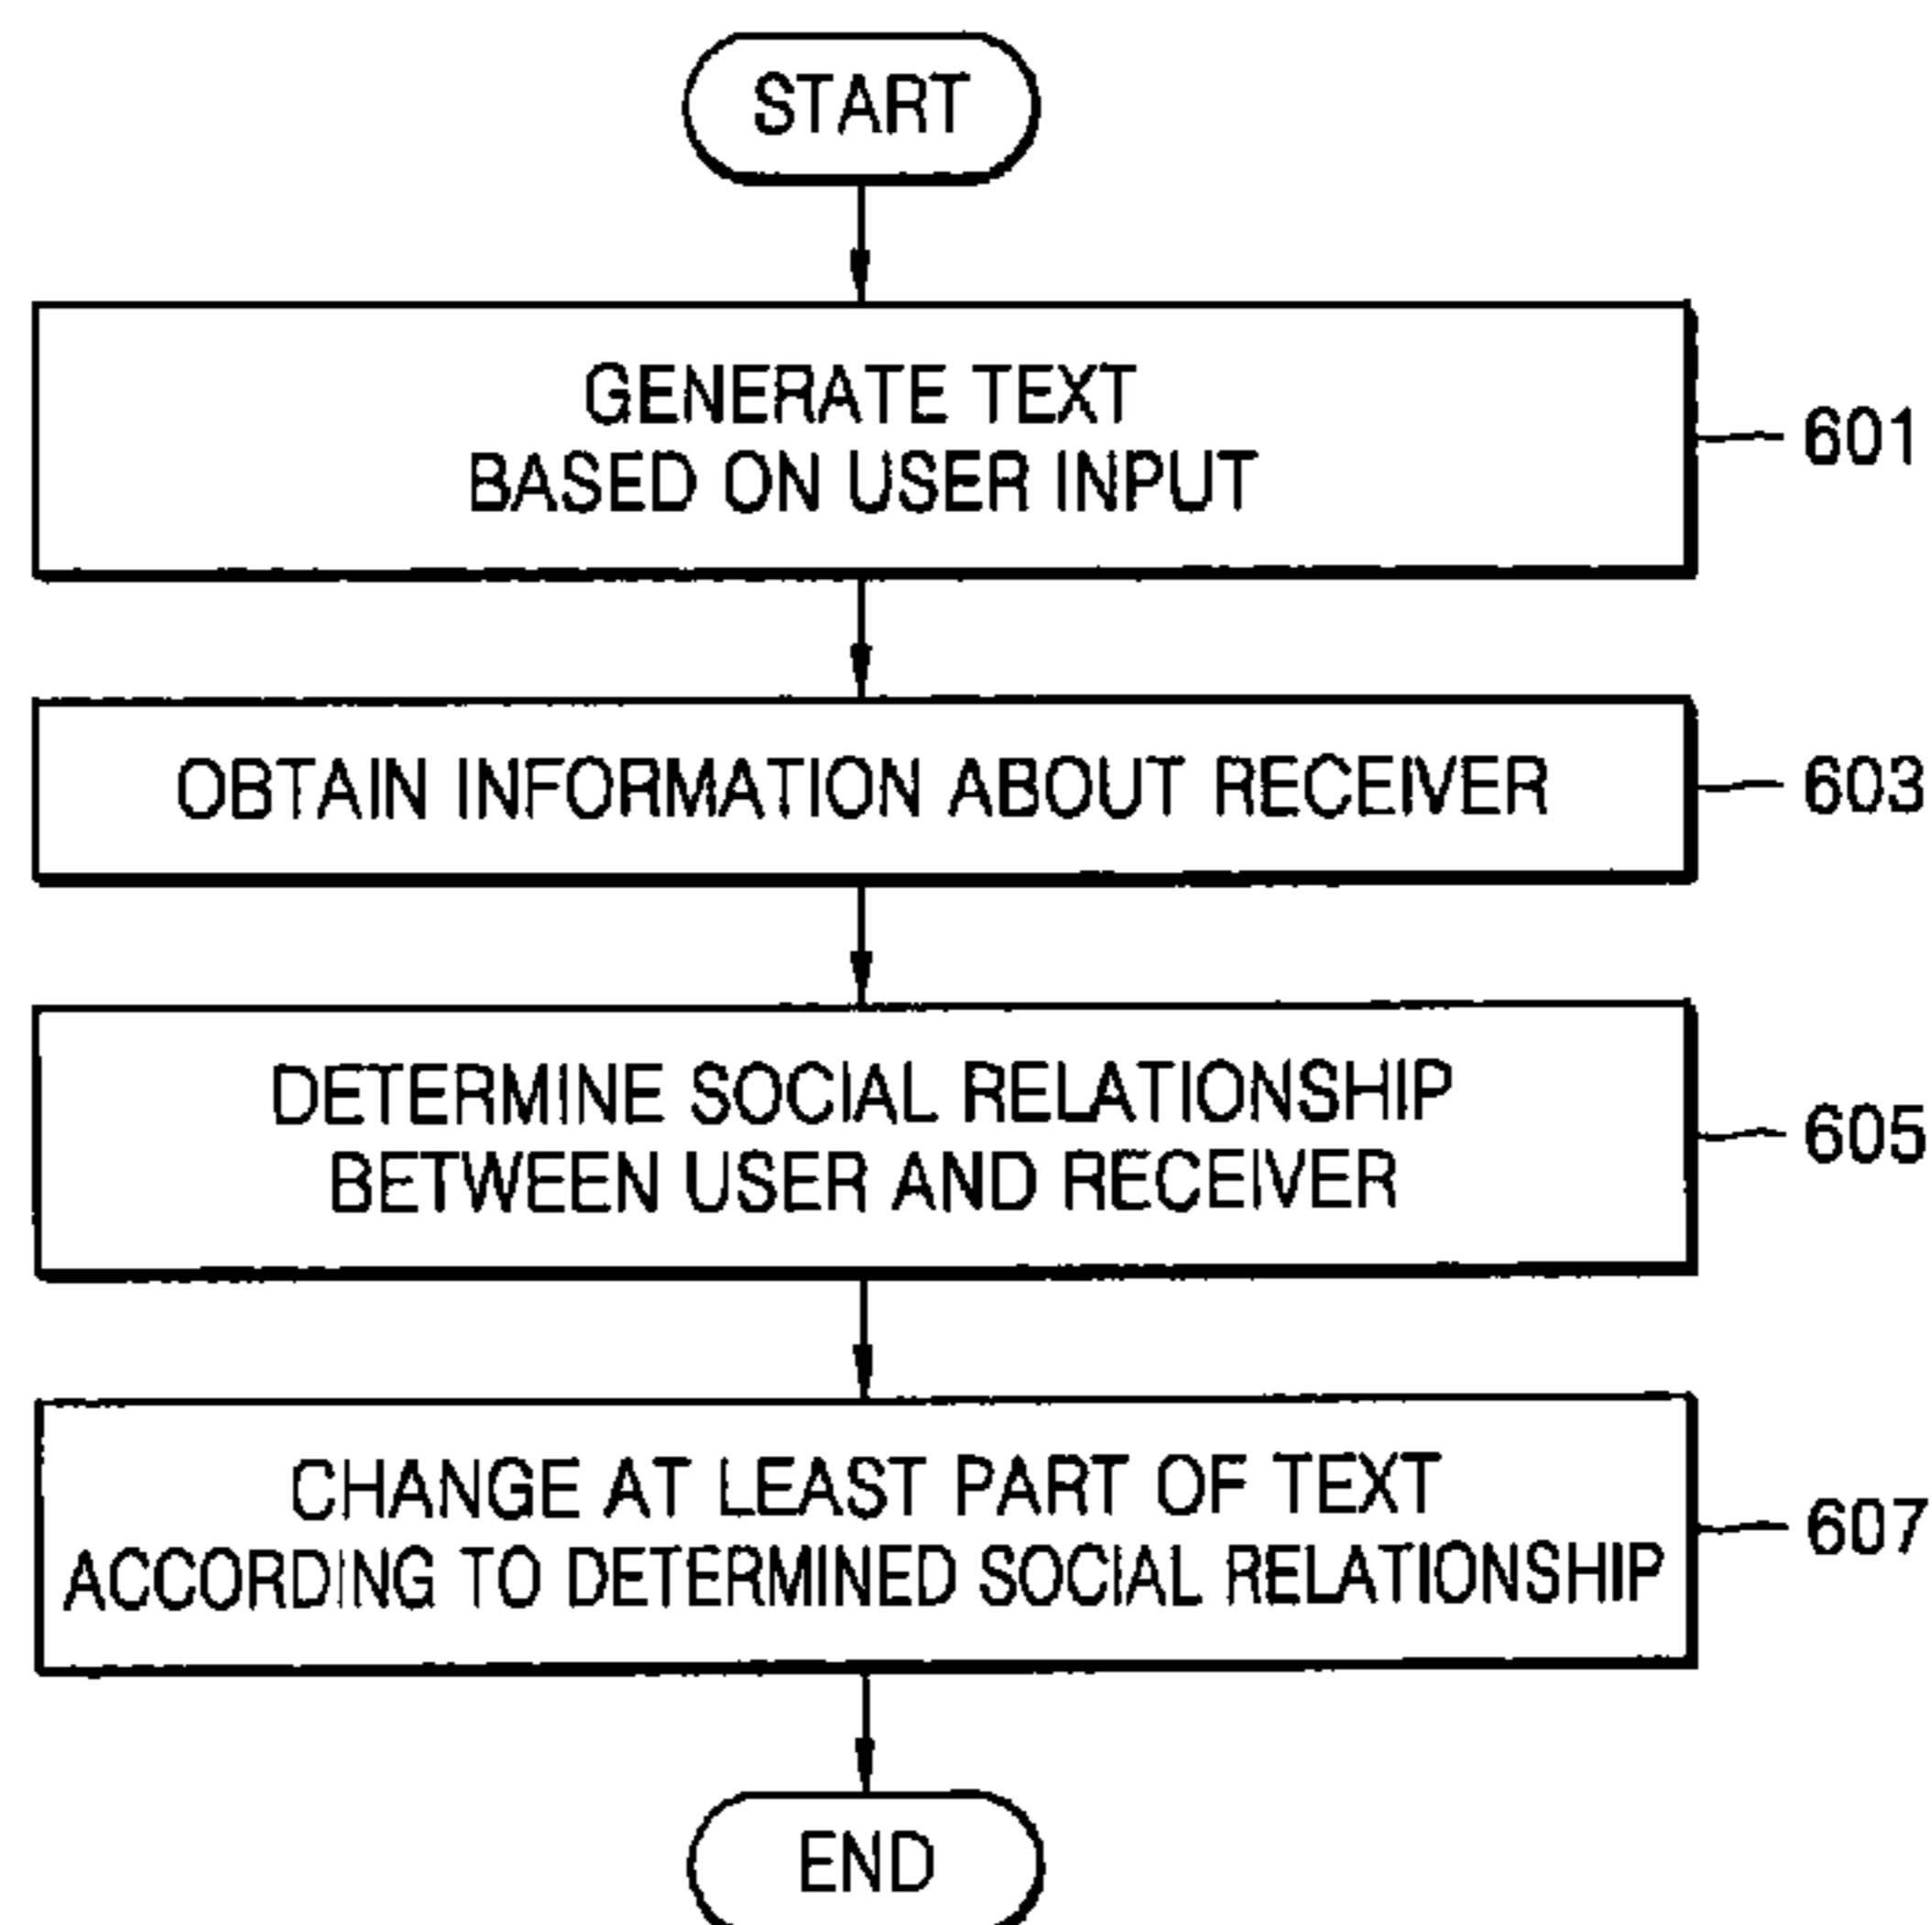 START
GENERATE TEXT
BASED ON USER INPUT
601
OBTAIN INFORMATION ABOUT RECEIVER
603
DETERMINE SOCIAL RELATIONSHIP
BETWEEN USER AND RECEIVER
605
CHANGE AT LEAST PART OF TEXT
ACCORDING TO DETERMINED SOCIAL RELATIONSHIP
607
END